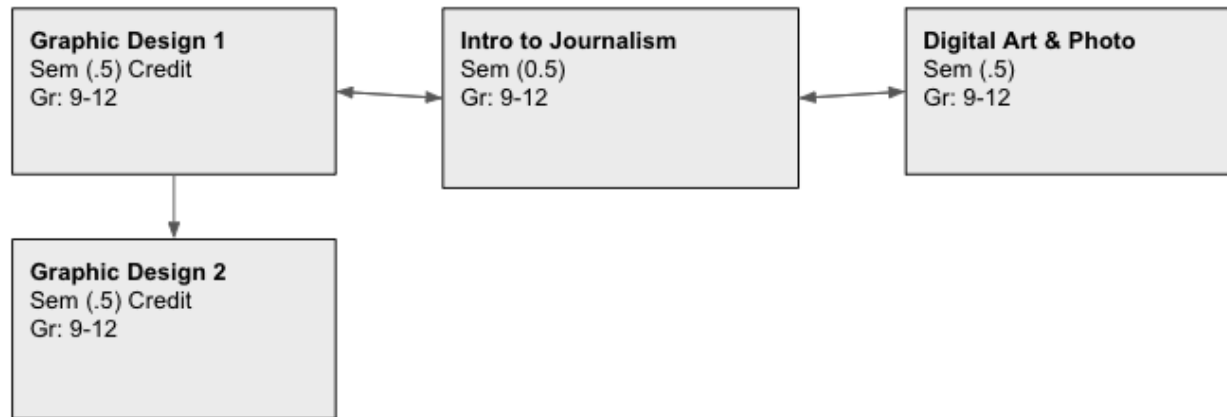 Graphic Design 1
Sem (.5) Credit
Gr: 9-12
Intro to Journalism
Sem (0.5)
Gr: 9-12
Digital Art & Photo
Sem (.5)
Gr: 9-12
Graphic Design 2
Sem (.5) Credit
Gr: 9-12